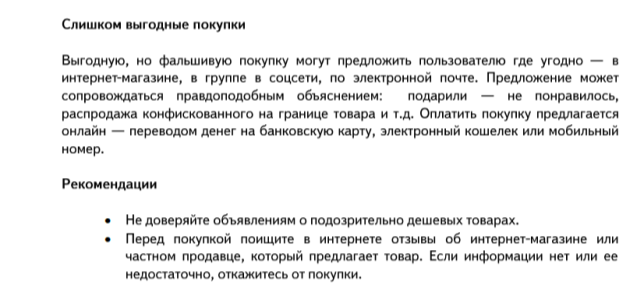 Слишком выгодные покупки
Выгодную, но фальшивую покупку могут предложить пользователю где угодно — в
интернет-магазине, в группе в соцсети, по электронной почте. Предложение может
сопровождаться правдоподобным объяснением: подарили — не понравилось,
распродажа конфискованного на границе товара и т.д. Оплатить покупку предлагается
онлайн — переводом денег на банковскую карту, электронный кошелек или мобильный
номер.
Рекомендации
• Не доверяйте объявлениям о подозрительно дешевых товарах.
• Перед покупкой поищите в интернете отзывы об интернет-магазине или
частном продавце, который предлагает товар. Если информации нет или ее
недостаточно, откажитесь от покупки.